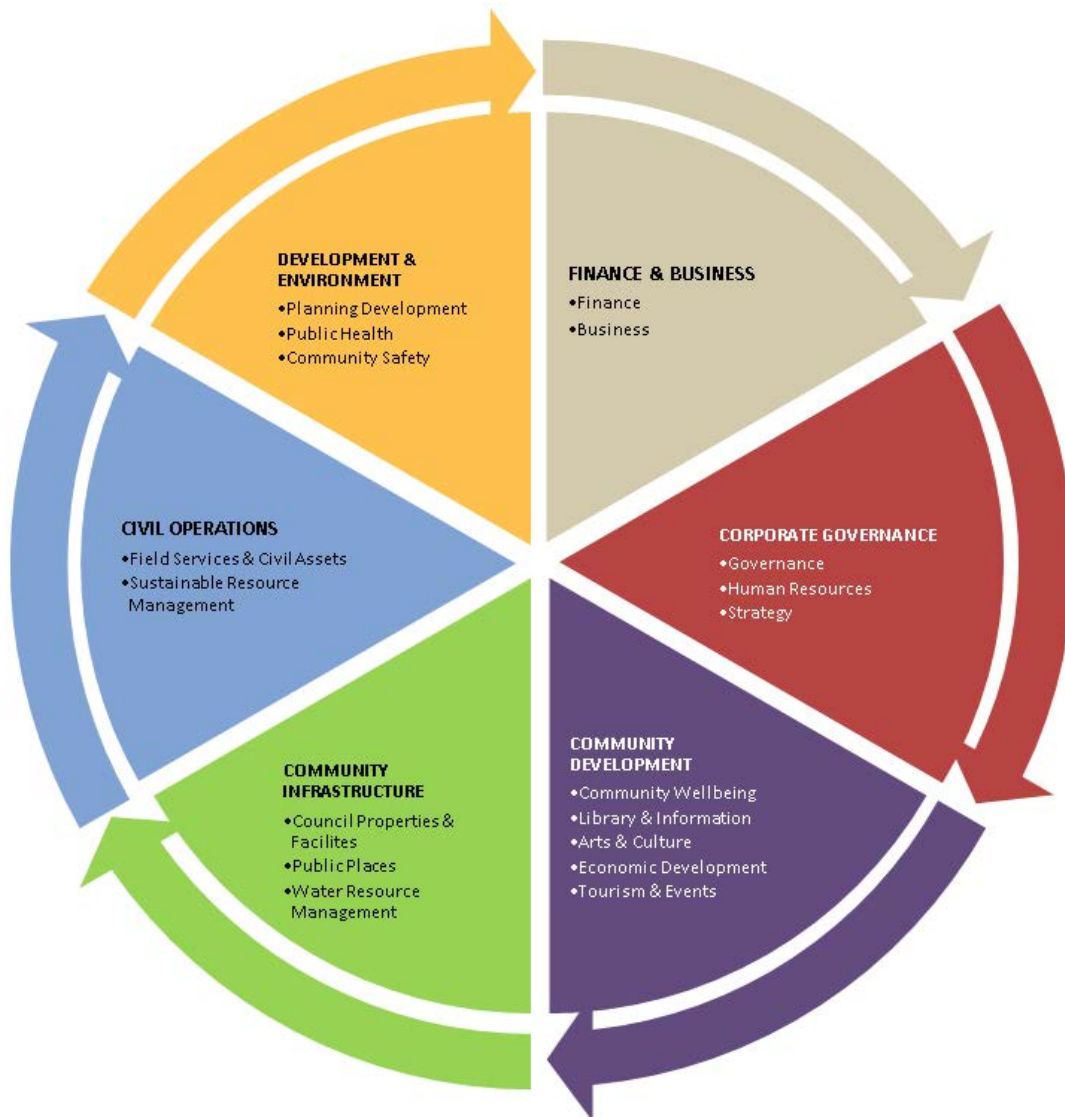 DEVELOPMENT &
ENVIRONMENT
•Planning Development
•Public Health
•Community Safety
FINANCE & BUSINESS
•Finance
•Business
CIVIL OPERATIONS
•Field Services & Civil Assets
•Sustainable Resource
Management
CORPORATE GOVERNANCE
•Governance
•Human Resources
•Strategy
COMMUNITY
INFRASTRUCTURE
•Council Properties &
Facilites
•Public Places
•Water Resource
Management
COMMUNITY
DEVELOPMENT
•Community Wellbeing
•Library & Information
•Arts & Culture
•Economic Development
•Tourism & Events